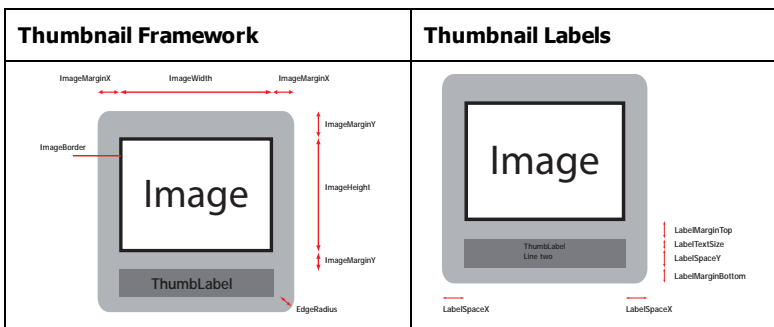 Thumbnail Framework
Thumbnail Labels
ImageMarginX
ImageWidth
ImageMarginX
ImageMarginY
ImageBorder
Image
ImageHeight
ImageMarginY
ThumbLabel
EdgeRadius
Image
ThumbLabel
Line two
LabelMarginTop
LabelTextSize
LabelSpaceY
LabelMarginBottom
LabelSpaceX
LabelSpaceX